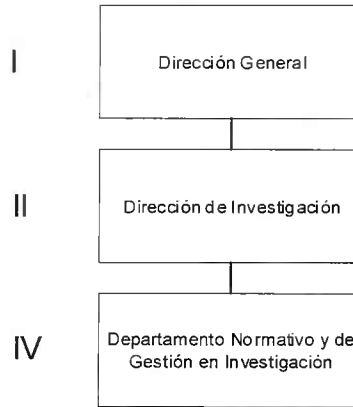 I
Dirección General
II
Dirección de Investigación
IV
Departamento Normativo y de
Gestión en Investigación